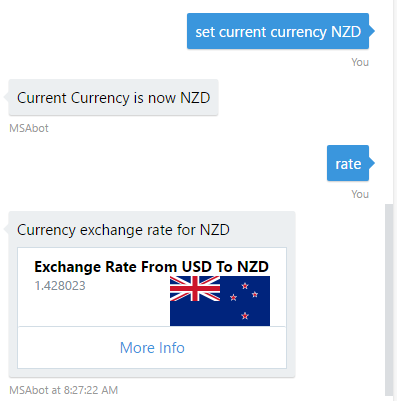 set current currency NZD
You
Current Currency is now NZD
MSAbot
rate
You
Currency exchange rate for NZD
Exchange Rate From USD To NZD
1.428023
More Info
MSAbot at 8:27:22 AM